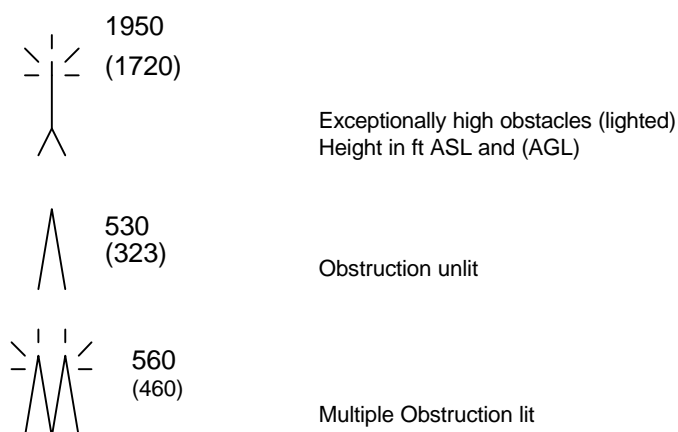 1950
(1720)
Exceptionally high obstacles (lighted)
Height in ft ASL and (AGL)
530
(323)
Obstruction unlit
560
(460)
Multiple Obstruction lit